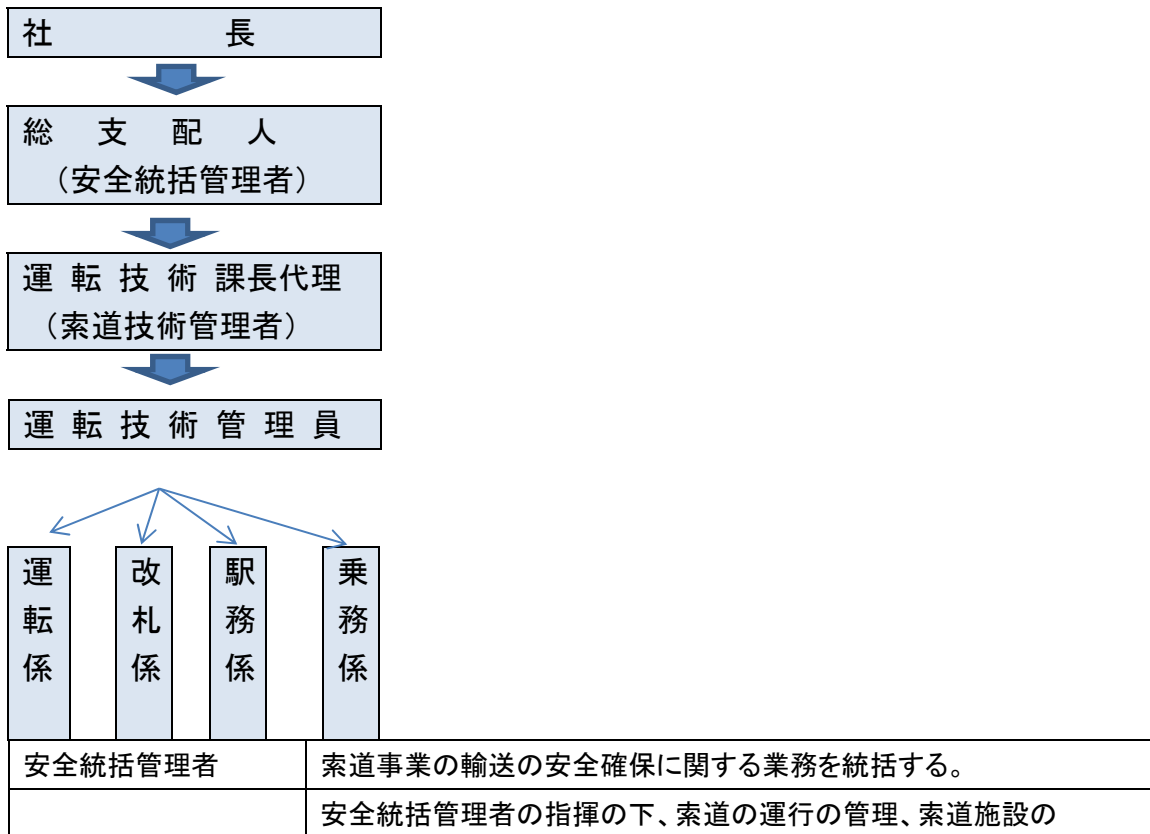 社長
総支配人
（安全統括管理者）
運転技術課長代理
（索道技術管理者）
運転技術管理員
運転係
改札係
駅務係
乗務係
安全統括管理者 索道事業の輸送の安全確保に関する業務を統括する。
安全統括管理者の指揮の下、索道の運行の管理、索道施設の